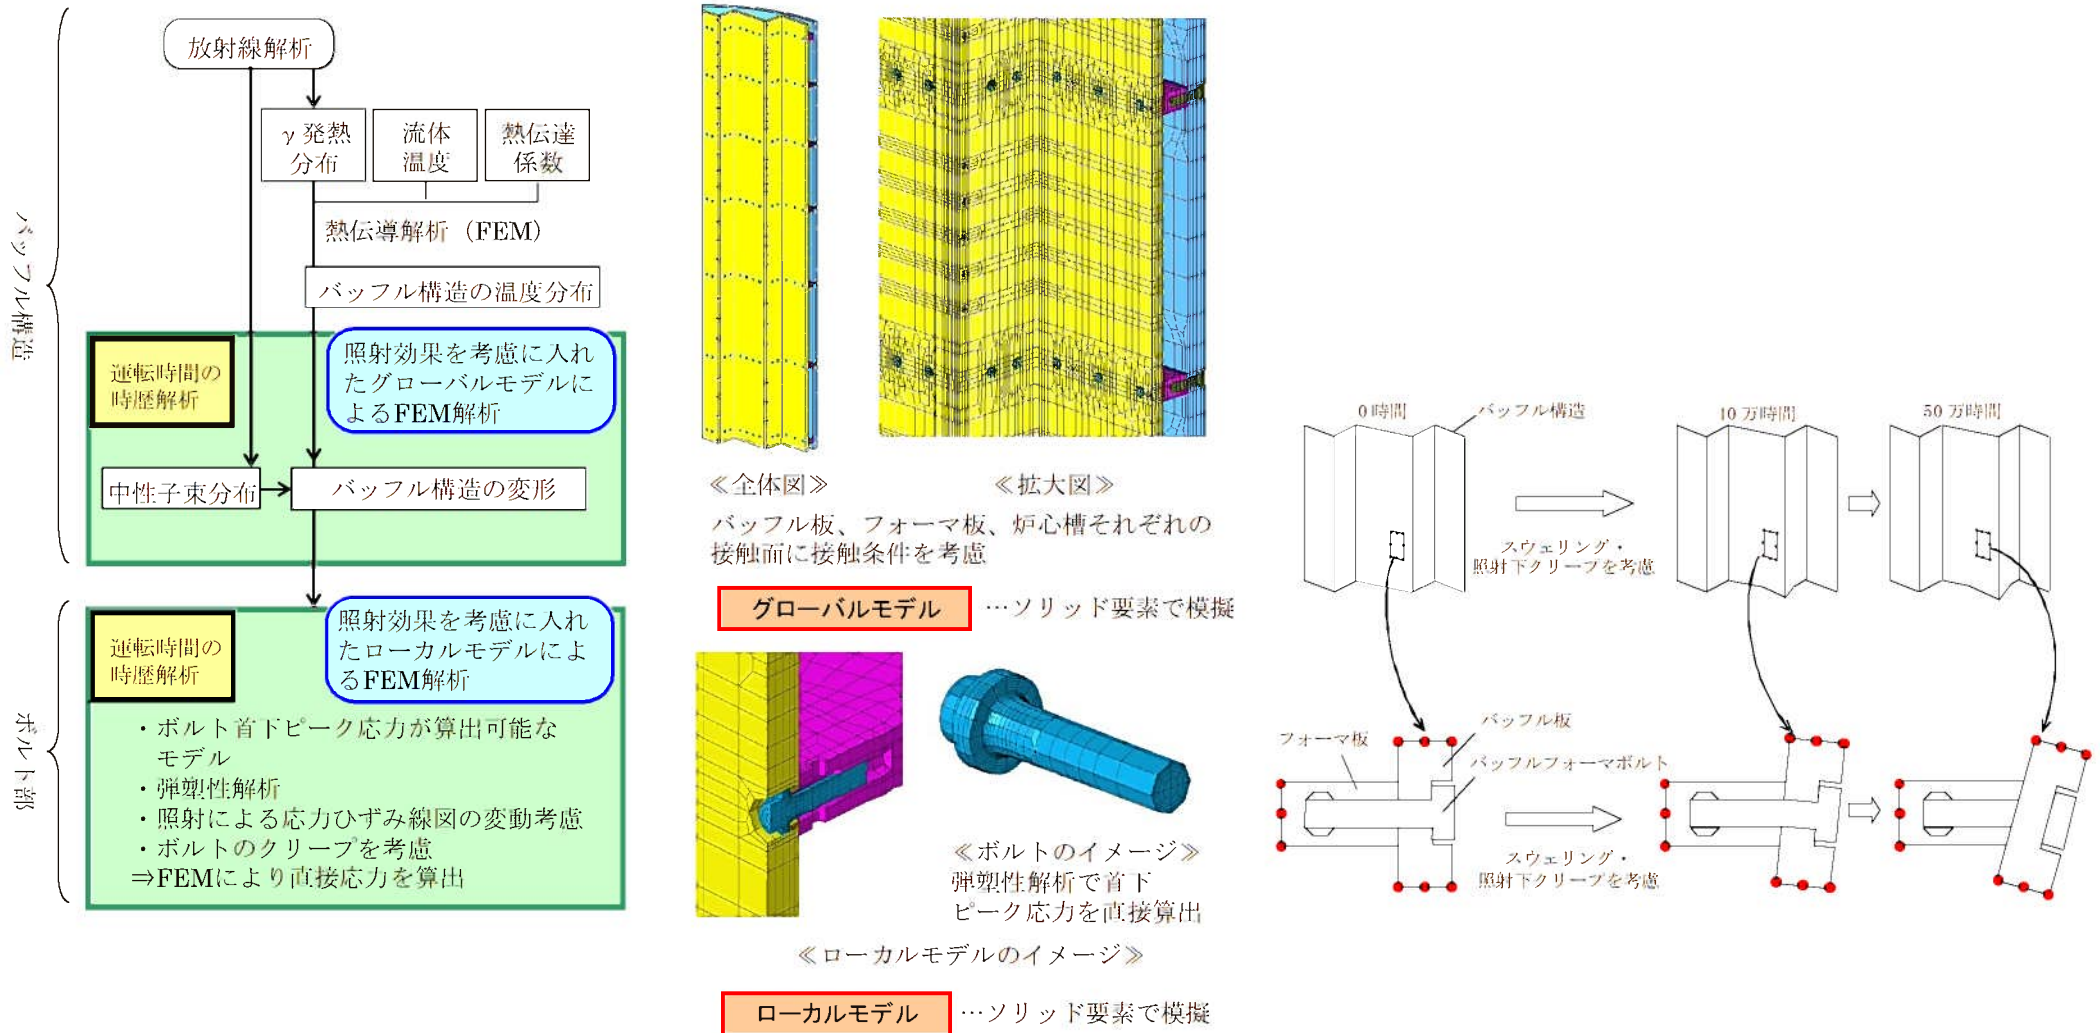 バッフル構造
放射線解析
γ発熱
分布
流体
温度
熱伝達
係数
熱伝導解析（FEM）
バッフル構造の温度分布
運転時間の
時歴解析
照射効果を考慮に入れ
たグローバルモデルに
よるFEM解析
中性子束分布
バッフル構造の変形
ボルト部
運転時間の
時歴解析
照射効果を考慮に入れ
たローカルモデルによ
るFEM解析
・ボルト首下ピーク応力が算出可能な
モデル
・弾塑性解析
・照射による応力ひずみ線図の変動考慮
・ボルトのクリープを考慮
⇒FEMにより直接応力を算出
≪全体図≫
≪拡大図≫
バッフル板、フォーマ板、炉心槽それぞれの
接触面に接触条件を考慮
グローバルモデル
…ソリッド要素で模擬
≪ボルトのイメージ≫
弾塑性解析で首下
ピーク応力を直接算出
≪ローカルモデルのイメージ≫
ローカルモデル
…ソリッド要素で模擬
0時間
バッフル構造
10万時間
50万時間
スウェリング・
照射下クリープを考慮
フォーマ板
バッフル板
バッフルフォーマボルト
スウェリング・
照射下クリープを考慮